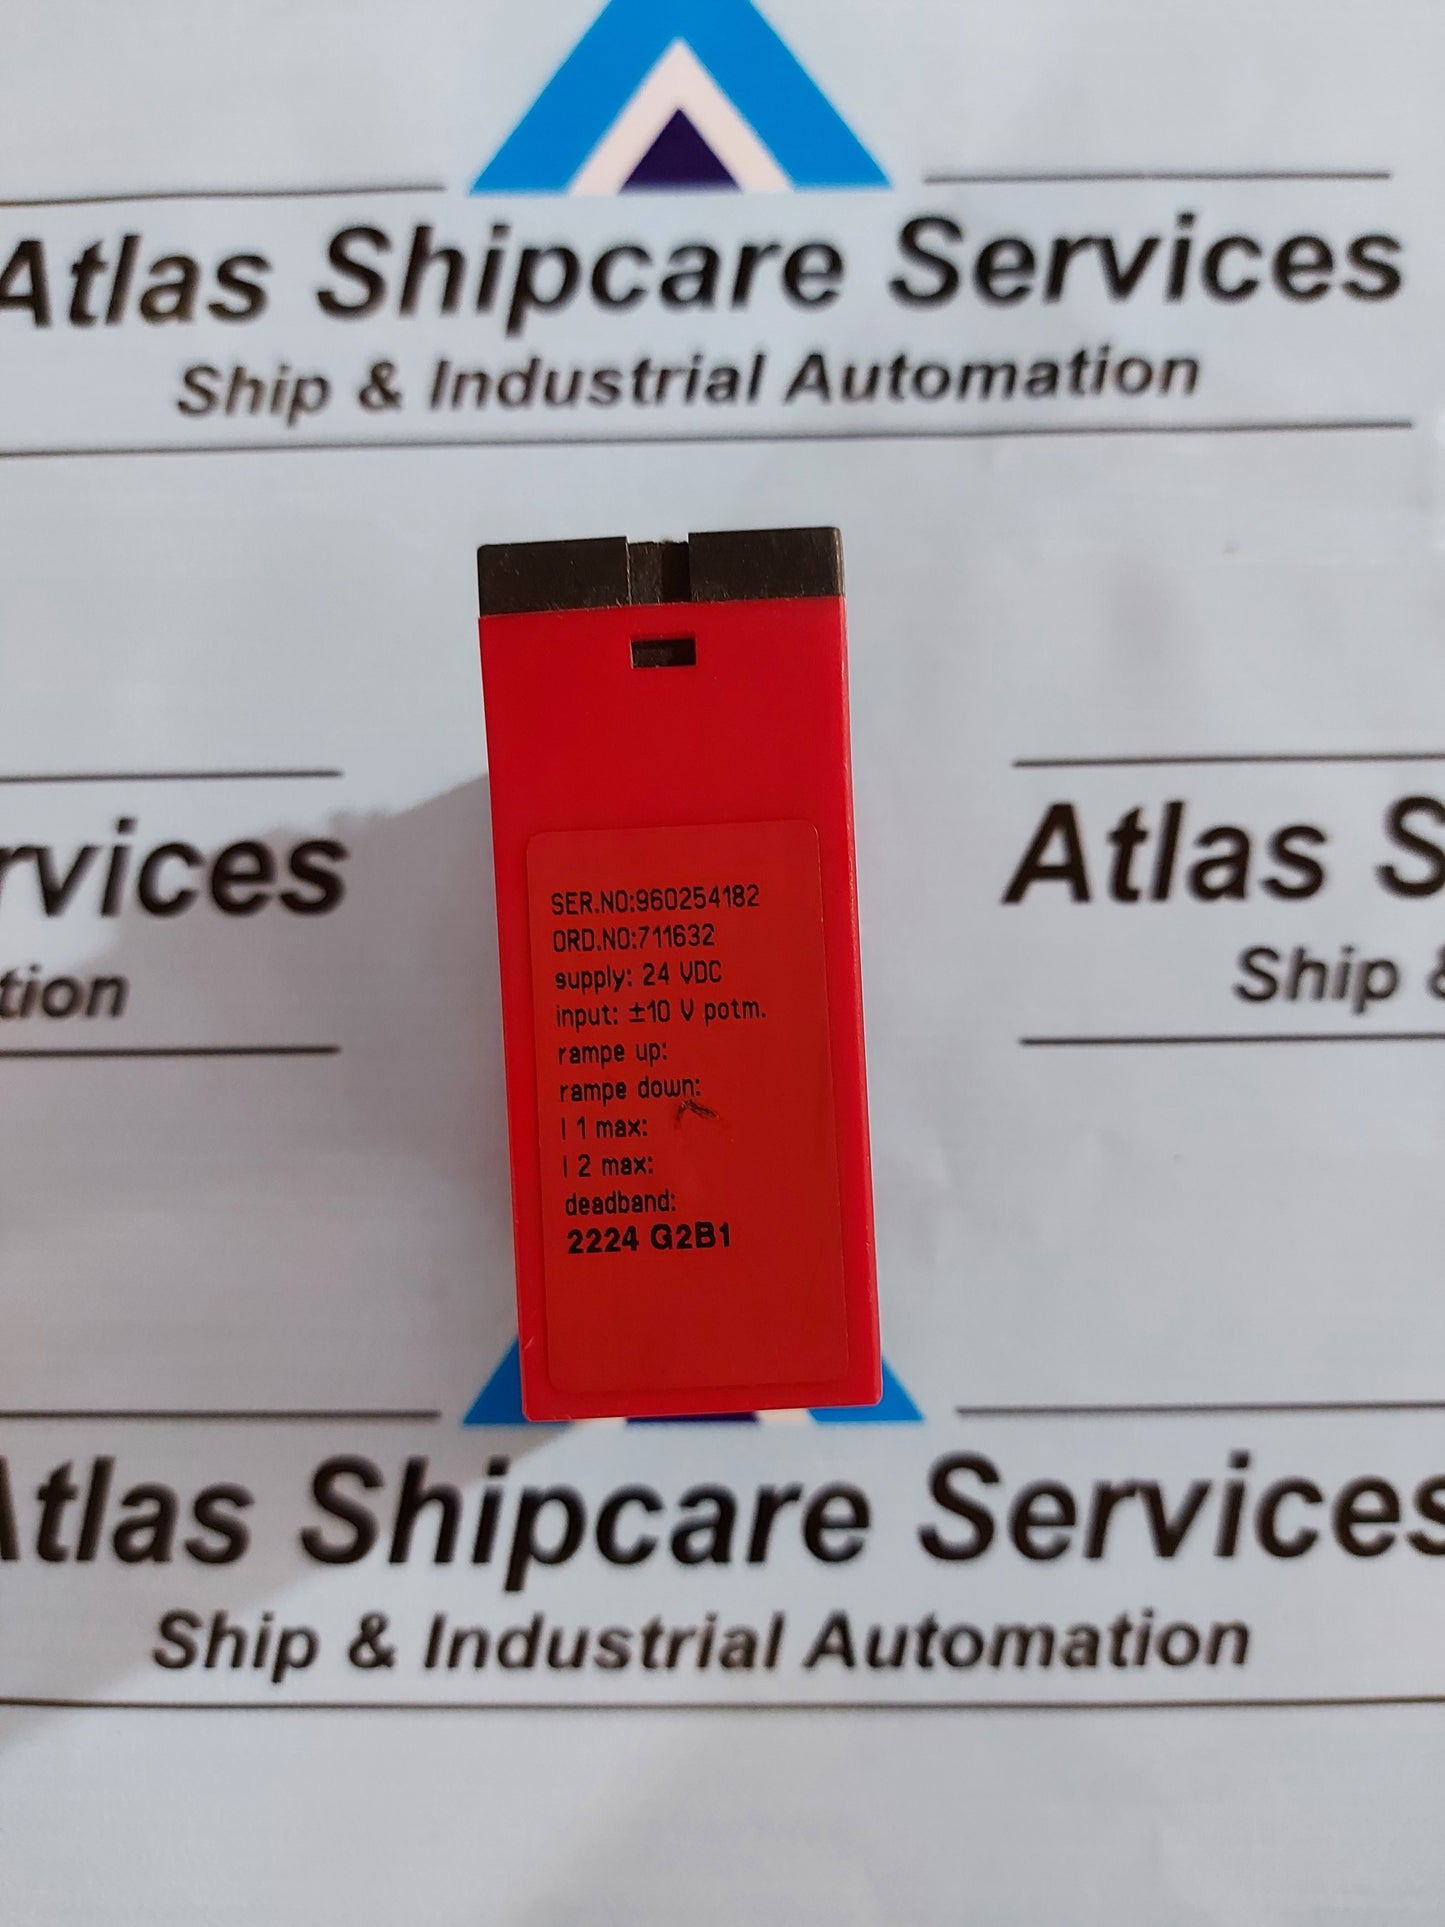 Atlas Shipcare Services
Ship & Industrial Automation
SER.NO:960254182
ORD.NO:711632
supply: 24 VDC
input: ±10 V potm.
rampe up:
rampe down:
I 1 max:
I 2 max:
deadband:
2224 G2B1
rvices
tion
Atlas S
Ship &
Atlas Shipcare Services
Ship & Industrial Automation